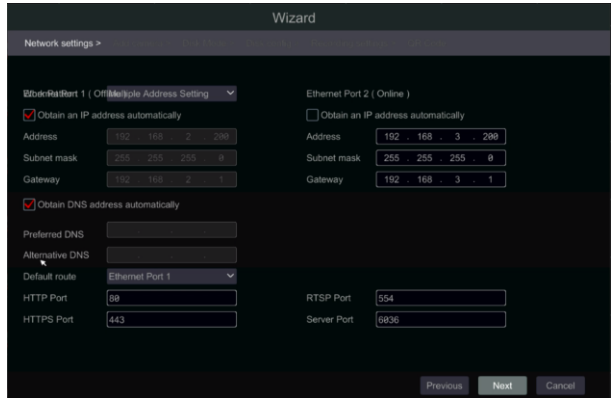 Wizard
Network settings >
Ethernet Port 1 ( Offline ) Multiple Address Setting Ethernet Port 2 ( Online )
Obtain an IP address automatically Obtain an IP address automatically
Address 192 . 168 . 2 . 200 Address 192 . 168 . 3 . 200
Subnet mask 255 . 255 . 255 . 0 Subnet mask 255 . 255 . 255 . 0
Gateway 192 . 168 . 2 . 1 Gateway 192 . 168 . 3 . 1
Obtain DNS address automatically
Preferred DNS
Alternative DNS
Default route Ethernet Port 1
HTTP Port 80 RTSP Port 554
HTTPS Port 443 Server Port 6036
Previous Next Cancel